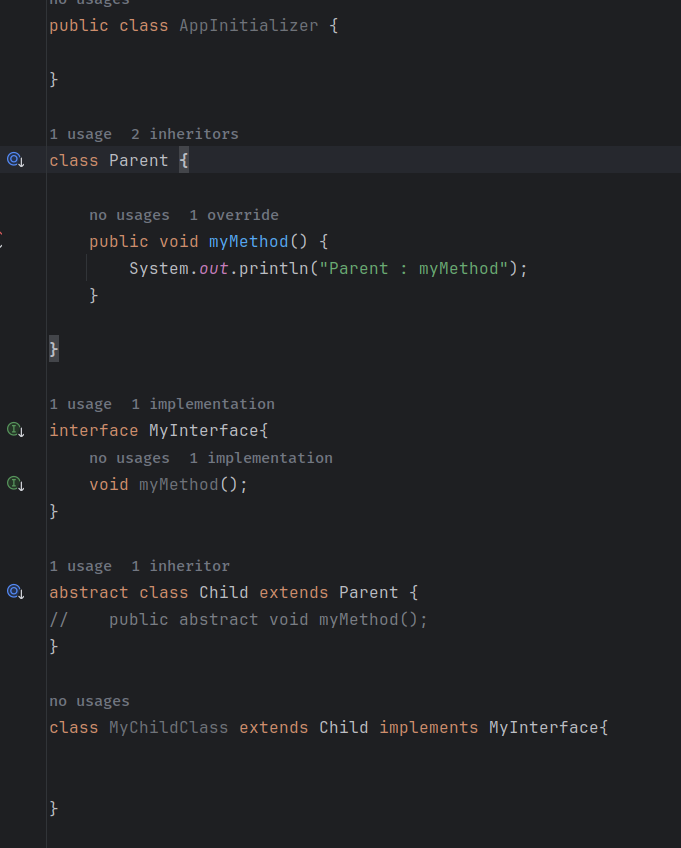 no usages
public class AppInitializer {
}
1 usage 2 inheritors
class Parent {
no usages 1 override
public void myMethod() {
System.out.println("Parent : myMethod");
}
}
1 usage 1 implementation
interface MyInterface{
no usages 1 implementation
void myMethod();
}
1 usage 1 inheritor
abstract class Child extends Parent {
// public abstract void myMethod();
}
no usages
class MyChildClass extends Child implements MyInterface{
}